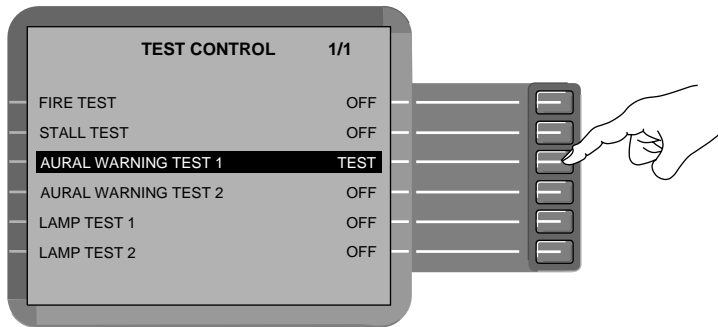 TEST CONTROL 1/1
FIRE TEST OFF
STALL TEST OFF
AURAL WARNING TEST 1 TEST
AURAL WARNING TEST 2 OFF
LAMP TEST 1 OFF
LAMP TEST 2 OFF